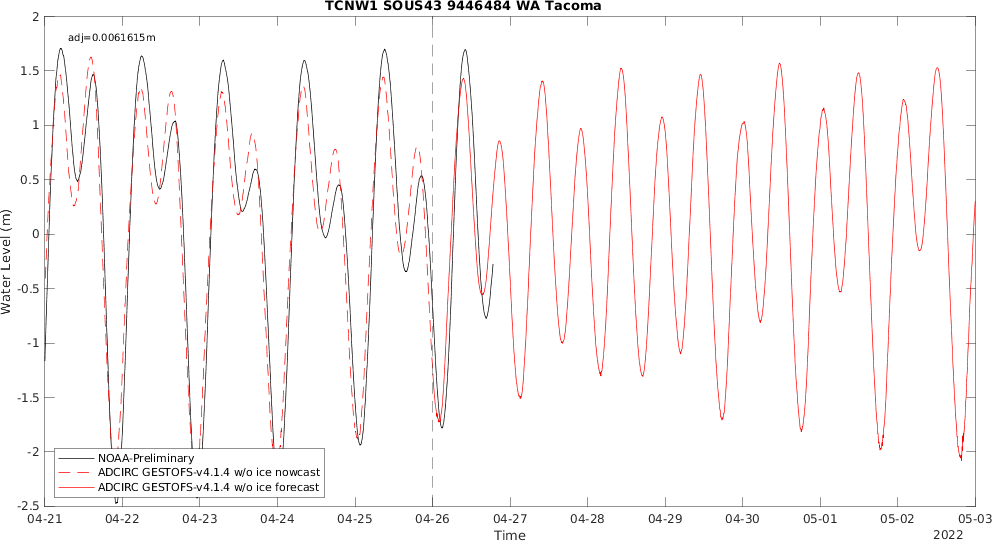 TCNW1 SOUS43 9446484 WA Tacoma
adj=0.0061615m
Water Level (m)
2
1.5
1
0.5
0
-0.5
-1
-1.5
-2
-2.5
NOAA-Preliminary
ADCIRC GESTOFS-v4.1.4 w/o ice nowcast
ADCIRC GESTOFS-v4.1.4 w/o ice forecast
04-21 04-22 04-23 04-24 04-25 04-26 04-27 04-28 04-29 04-30 05-01 05-02 05-03
Time
2022